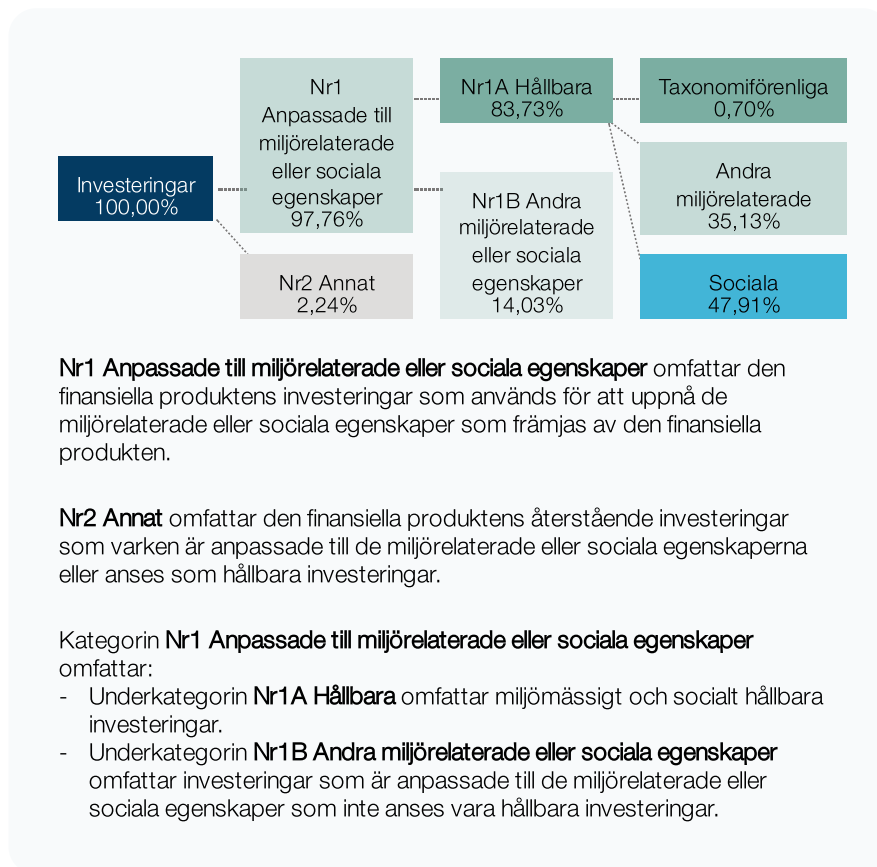 Investeringar
100,00%
Nr1
Anpassade till
miljörelaterade
eller sociala
egenskaper
97,76%
Nr2 Annat
2,24%
Nr1A Hållbara
83,73%
Nr1B Andra
miljörelaterade
eller sociala
egenskaper
14,03%
Taxonomiförenliga
0,70%
Andra
miljörelaterade
35,13%
Sociala
47,91%
Nr1 Anpassade till miljörelaterade eller sociala egenskaper omfattar den
finansiella produktens investeringar som används för att uppnå de
miljörelaterade eller sociala egenskaper som främjas av den finansiella
produkten.
Nr2 Annat omfattar den finansiella produktens återstående investeringar
som varken är anpassade till de miljörelaterade eller sociala egenskaperna
eller anses som hållbara investeringar.
Kategorin Nr1 Anpassade till miljörelaterade eller sociala egenskaper
omfattar:
- Underkategorin Nr1A Hållbara omfattar miljömässigt och socialt hållbara
investeringar.
- Underkategorin Nr1B Andra miljörelaterade eller sociala egenskaper
omfattar investeringar som är anpassade till de miljörelaterade eller
sociala egenskaper som inte anses vara hållbara investeringar.